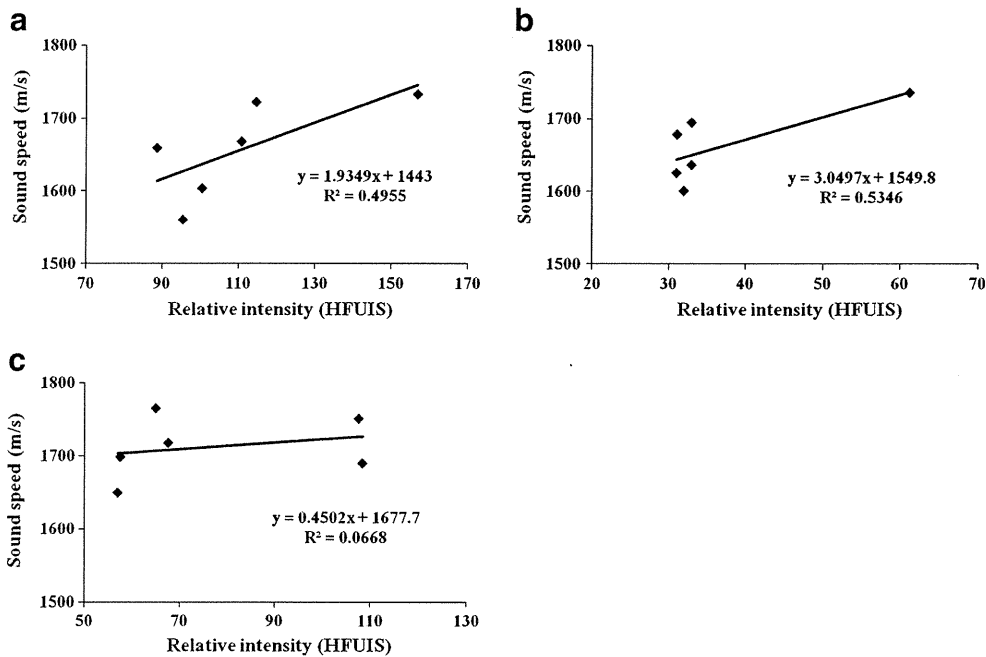 a
1800
1700
1600
1500
Sound speed (m/s)
y = 1.9349x + 1443
R² = 0.4955
70 90 110 130 150 170
Relative intensity (HFUIS)
b
1800
1700
1600
1500
Sound speed (m/s)
y = 3.0497x + 1549.8
R² = 0.5346
20 30 40 50 60 70
Relative intensity (HFUIS)
c
1800
1700
1600
1500
Sound speed (m/s)
y = 0.4502x + 1677.7
R² = 0.0668
50 70 90 110 130
Relative intensity (HFUIS)